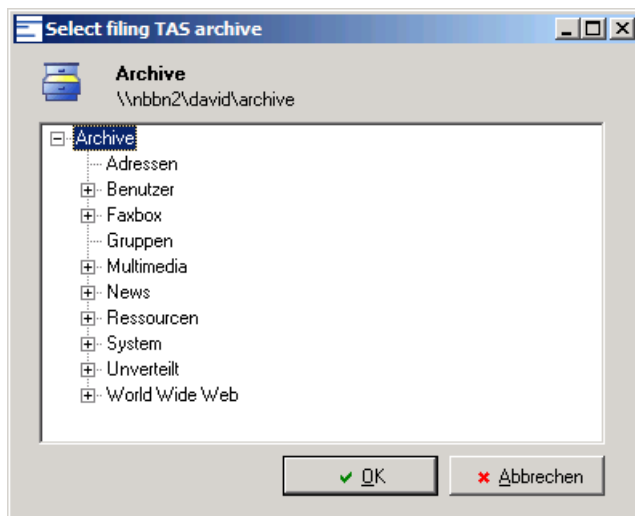 Select filing TAS archive
Archive
\\nbbn2\david\archive
Archive
Adressen
Benutzer
Faxbox
Gruppen
Multimedia
News
Ressourcen
System
Unverteilt
World Wide Web
OK
Abbrechen